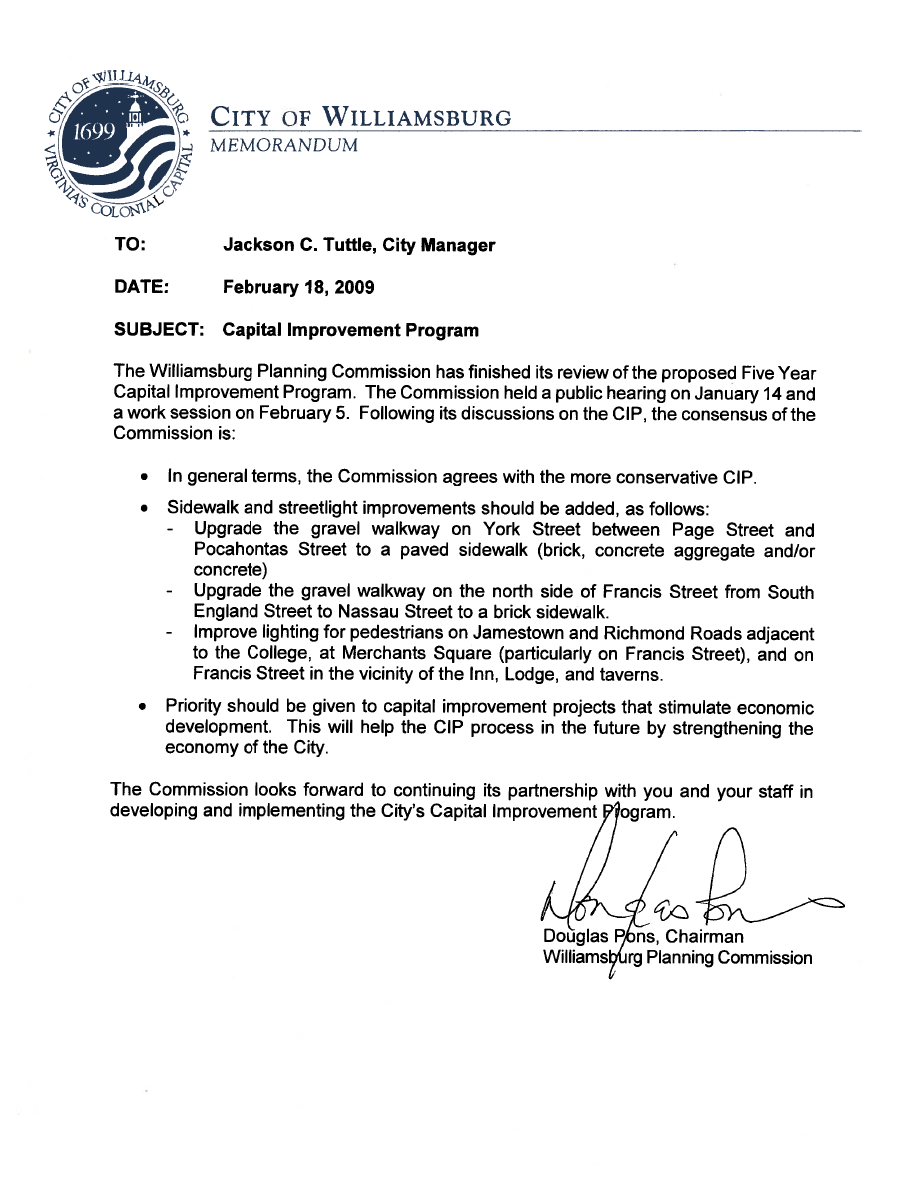 CITY OF WILLIAMSBURG
1699
VIRGINIA'S COLONIAL CAPITAL
CITY OF WILLIAMSBURG
MEMORANDUM
TO: Jackson C. Tuttle, City Manager
DATE: February 18, 2009
SUBJECT: Capital Improvement Program
The Williamsburg Planning Commission has finished its review of the proposed Five Year
Capital Improvement Program. The Commission held a public hearing on January 14 and
a work session on February 5. Following its discussions on the CIP, the consensus of the
Commission is:
• In general terms, the Commission agrees with the more conservative CIP.
• Sidewalk and streetlight improvements should be added, as follows:
- Upgrade the gravel walkway on York Street between Page Street and
Pocahontas Street to a paved sidewalk (brick, concrete aggregate and/or
concrete)
- Upgrade the gravel walkway on the north side of Francis Street from South
England Street to Nassau Street to a brick sidewalk.
- Improve lighting for pedestrians on Jamestown and Richmond Roads adjacent
to the College, at Merchants Square (particularly on Francis Street), and on
Francis Street in the vicinity of the Inn, Lodge, and taverns.
• Priority should be given to capital improvement projects that stimulate economic
development. This will help the CIP process in the future by strengthening the
economy of the City.
The Commission looks forward to continuing its partnership with you and your staff in
developing and implementing the City's Capital Improvement Program.
Douglas Pons
Douglas Pons, Chairman
Williamsburg Planning Commission